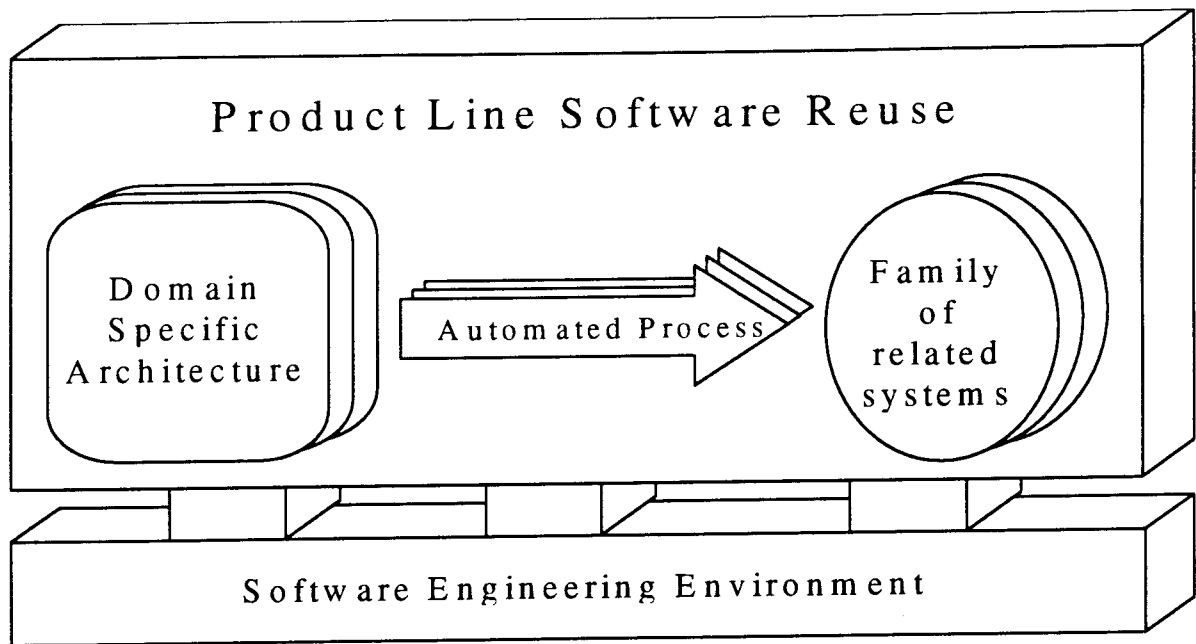 Product Line Software Reuse
Domain
Specific
Architecture
Automated Process
Family
of
related
systems
Software Engineering Environment